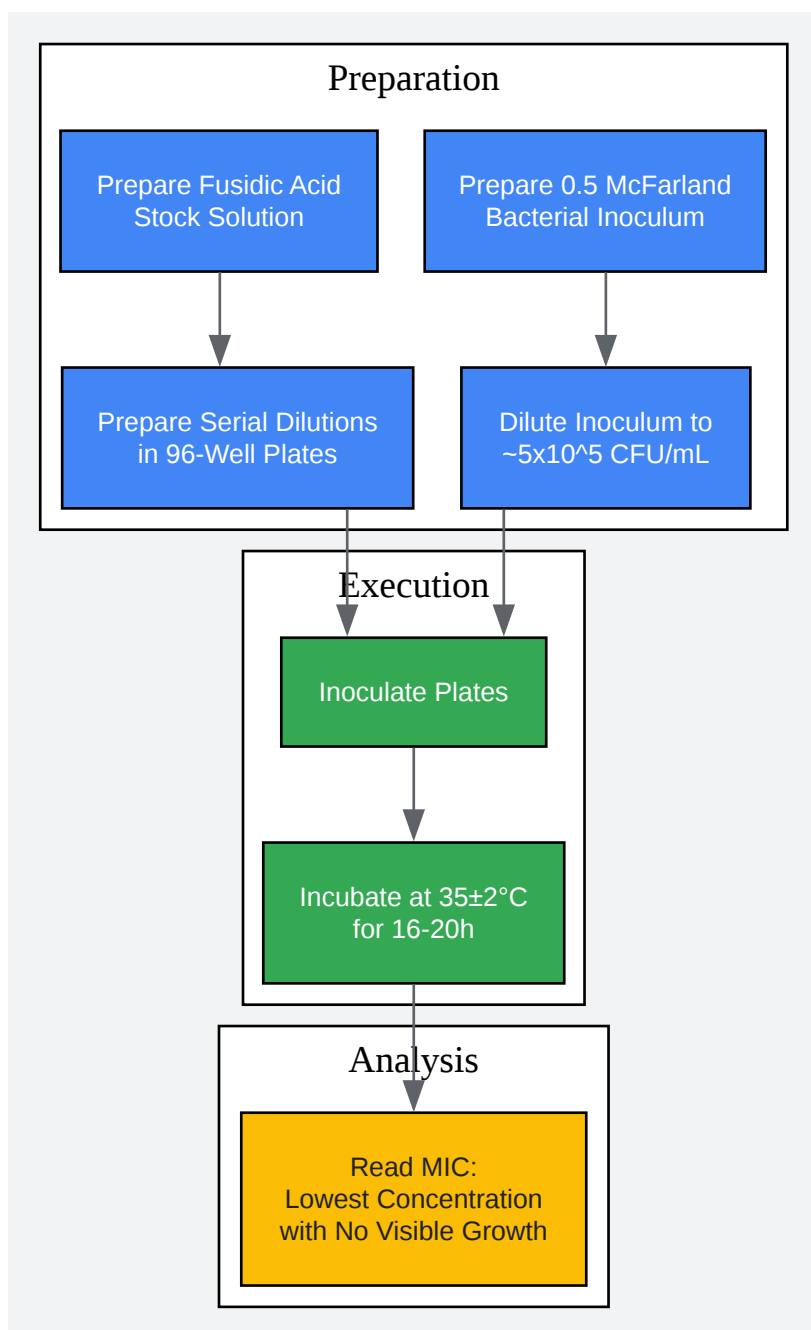 Preparation
Prepare Fusidic Acid
Stock Solution
Prepare 0.5 McFarland
Bacterial Inoculum
Prepare Serial Dilutions
in 96-Well Plates
Dilute Inoculum to
~5x10^5 CFU/mL
Execution
Inoculate Plates
Incubate at 35±2°C
for 16-20h
Analysis
Read MIC:
Lowest Concentration
with No Visible Growth